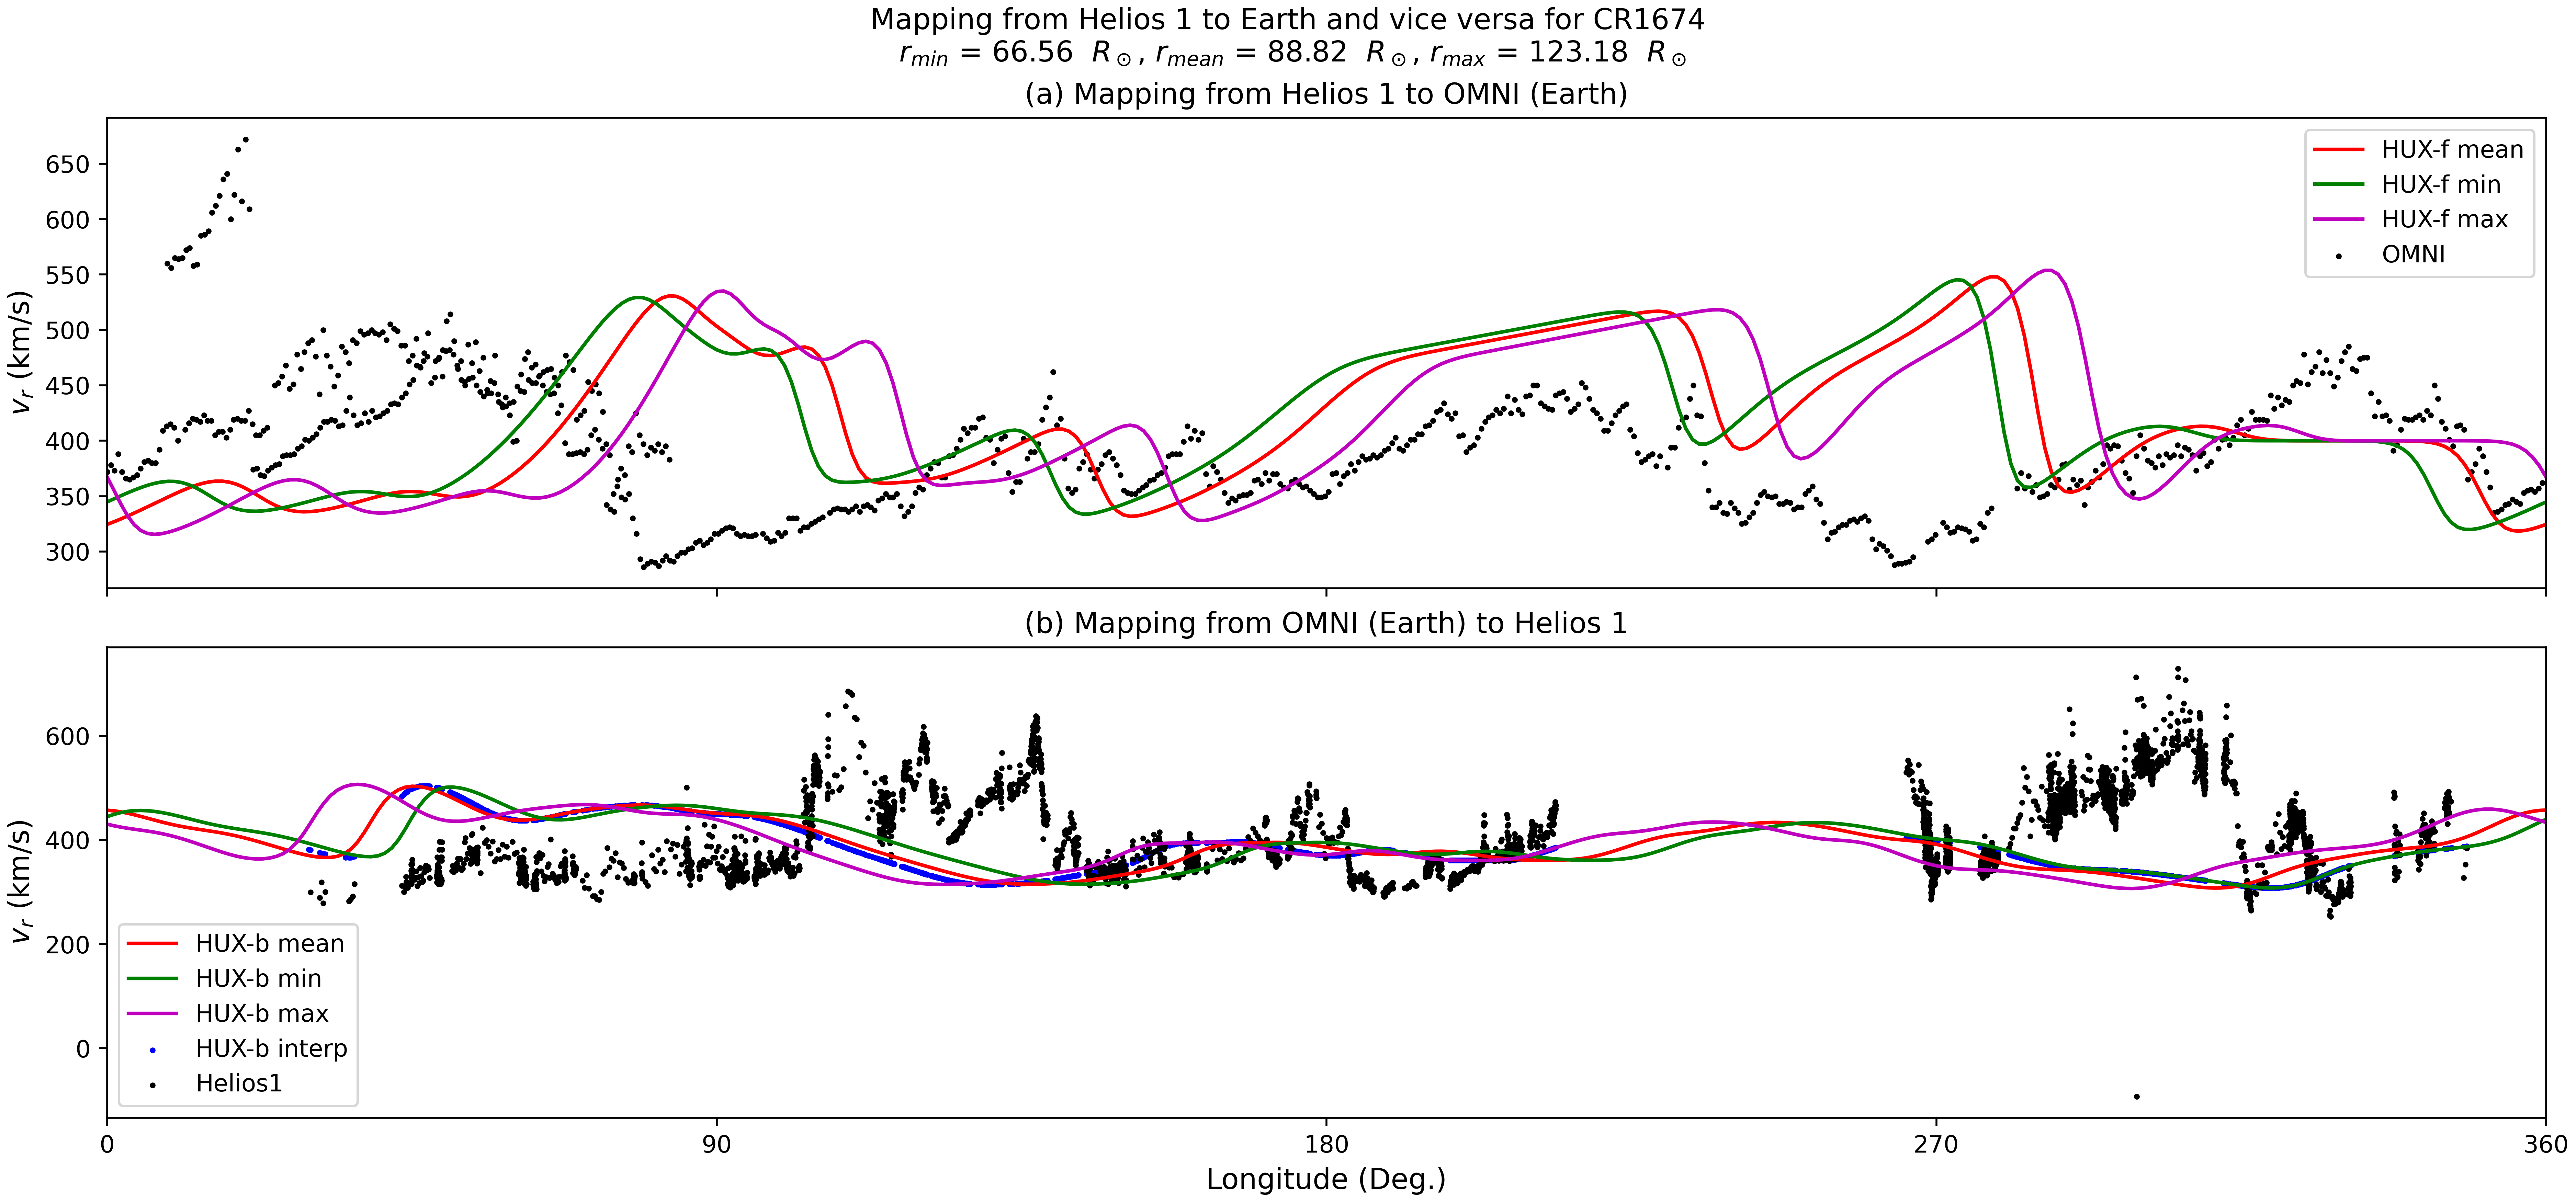 Mapping from Helios 1 to Earth and vice versa for CR1674
r_min = 66.56 R_⊙, r_mean = 88.82 R_⊙, r_max = 123.18 R_⊙
(a) Mapping from Helios 1 to OMNI (Earth)
v_r (km/s)
650
600
550
500
450
400
350
300
HUX-f mean
HUX-f min
HUX-f max
OMNI
(b) Mapping from OMNI (Earth) to Helios 1
v_r (km/s)
600
400
200
0
HUX-b mean
HUX-b min
HUX-b max
HUX-b interp
Helios1
0 90 180 270 360
Longitude (Deg.)